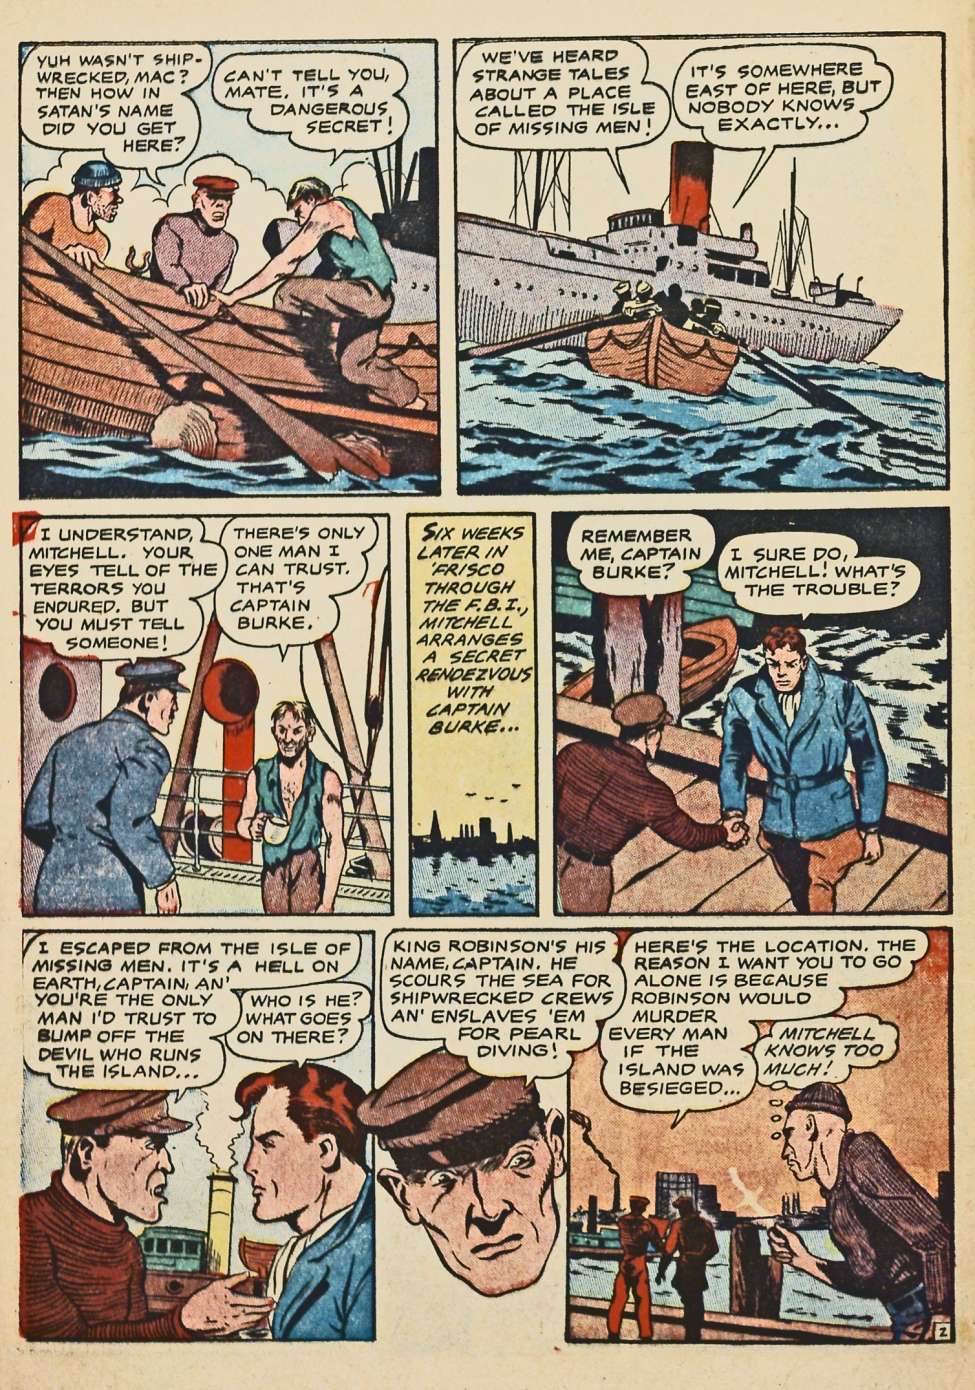 YUH WASN'T SHIP-
WRECKED, MAC?
THEN HOW IN
SATAN'S NAME
DID YOU GET
HERE?
CAN'T TELL YOU,
MATE. IT'S A
DANGEROUS
SECRET!
WE'VE HEARD
STRANGE TALES
ABOUT A PLACE
CALLED THE ISLE
OF MISSING MEN!
IT'S SOMEWHERE
EAST OF HERE, BUT
NOBODY KNOWS
EXACTLY...
I UNDERSTAND,
MITCHELL. YOUR
EYES TELL OF THE
TERRORS YOU
ENDURED. BUT
YOU MUST TELL
SOMEONE!
THERE'S ONLY
ONE MAN I
CAN TRUST.
THAT'S
CAPTAIN
BURKE.
SIX WEEKS
LATER IN
'FRISCO
THROUGH
THE F.B.I.,
MITCHELL
ARRANGES
A SECRET
RENDEZVOUS
WITH
CAPTAIN
BURKE...
REMEMBER
ME, CAPTAIN
BURKE?
I SURE DO,
MITCHELL! WHAT'S
THE TROUBLE?
I ESCAPED FROM THE ISLE OF
MISSING MEN. IT'S A HELL ON
EARTH, CAPTAIN, AN'
YOU'RE THE ONLY
MAN I'D TRUST TO
BUMP OFF THE
DEVIL WHO RUNS
THE ISLAND...
WHO IS HE?
WHAT GOES
ON THERE?
KING ROBINSON'S HIS
NAME, CAPTAIN. HE
SCOURS THE SEA FOR
SHIPWRECKED CREWS
AN' ENSLAVES 'EM
FOR PEARL
DIVING!
HERE'S THE LOCATION. THE
REASON I WANT YOU TO GO
ALONE IS BECAUSE
ROBINSON WOULD
MURDER
EVERY MAN
IF THE
ISLAND WAS
BESIEGED...
MITCHELL
KNOWS TOO
MUCH!
2